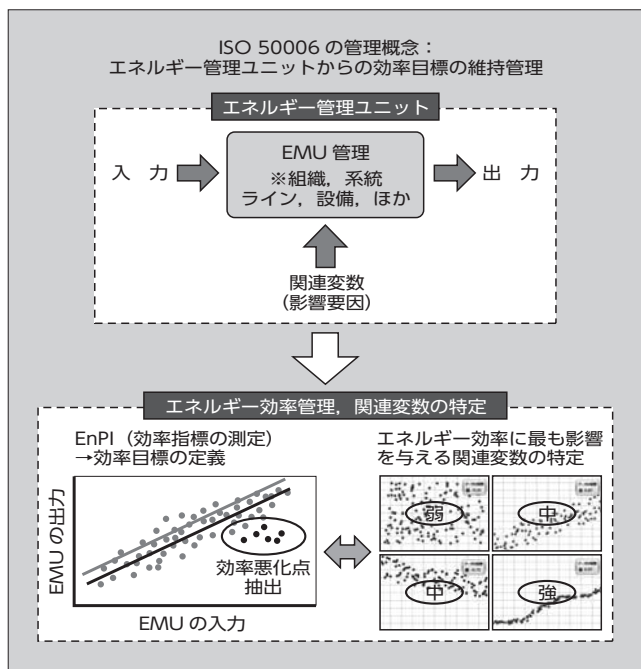 ISO 50006 の管理概念：
エネルギー管理ユニットからの効率目標の維持管理
エネルギー管理ユニット
入　力
EMU 管理
※組織，系統
ライン，設備，ほか
出　力
関連変数
(影響要因)
エネルギー効率管理，関連変数の特定
EnPI（効率指標の測定）
→効率目標の定義
EMU の出力
効率悪化点
抽出
EMU の入力
エネルギー効率に最も影響
を与える関連変数の特定
弱
中
中
強